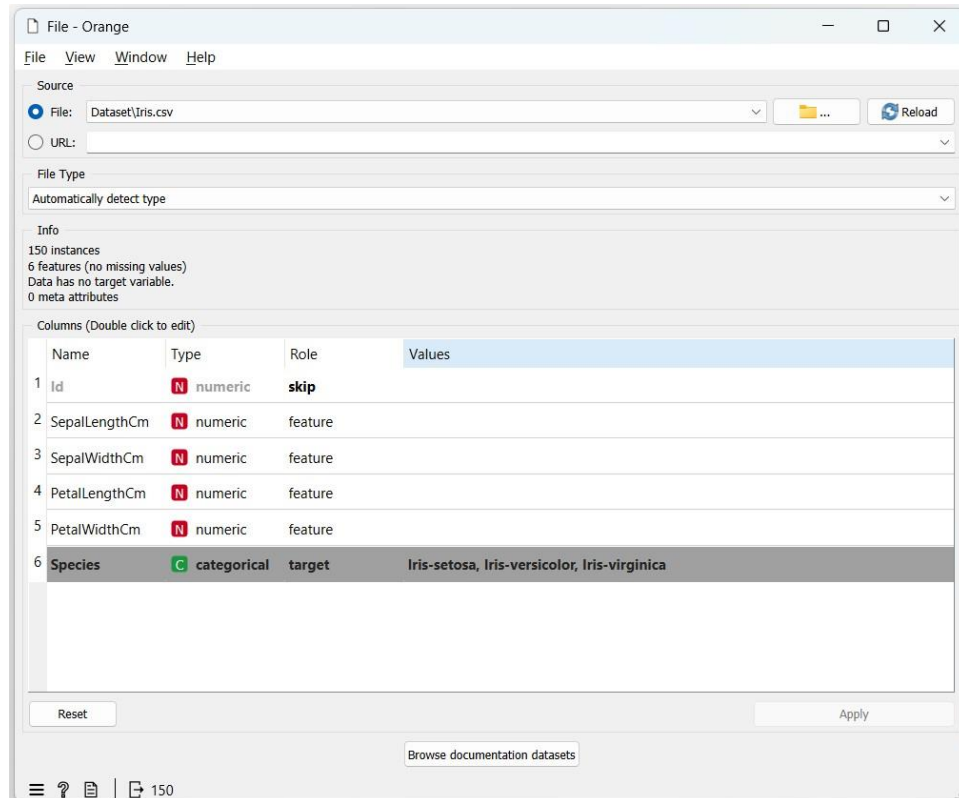 File - Orange
File View Window Help
Source
File: Dataset\Iris.csv ... Reload
URL:
File Type
Automatically detect type
Info
150 instances
6 features (no missing values)
Data has no target variable.
0 meta attributes
Columns (Double click to edit)
Name Type Role Values
1 Id N numeric skip
2 SepalLengthCm N numeric feature
3 SepalWidthCm N numeric feature
4 PetalLengthCm N numeric feature
5 PetalWidthCm N numeric feature
6 Species C categorical target Iris-setosa, Iris-versicolor, Iris-virginica
Reset Apply
Browse documentation datasets
? 150